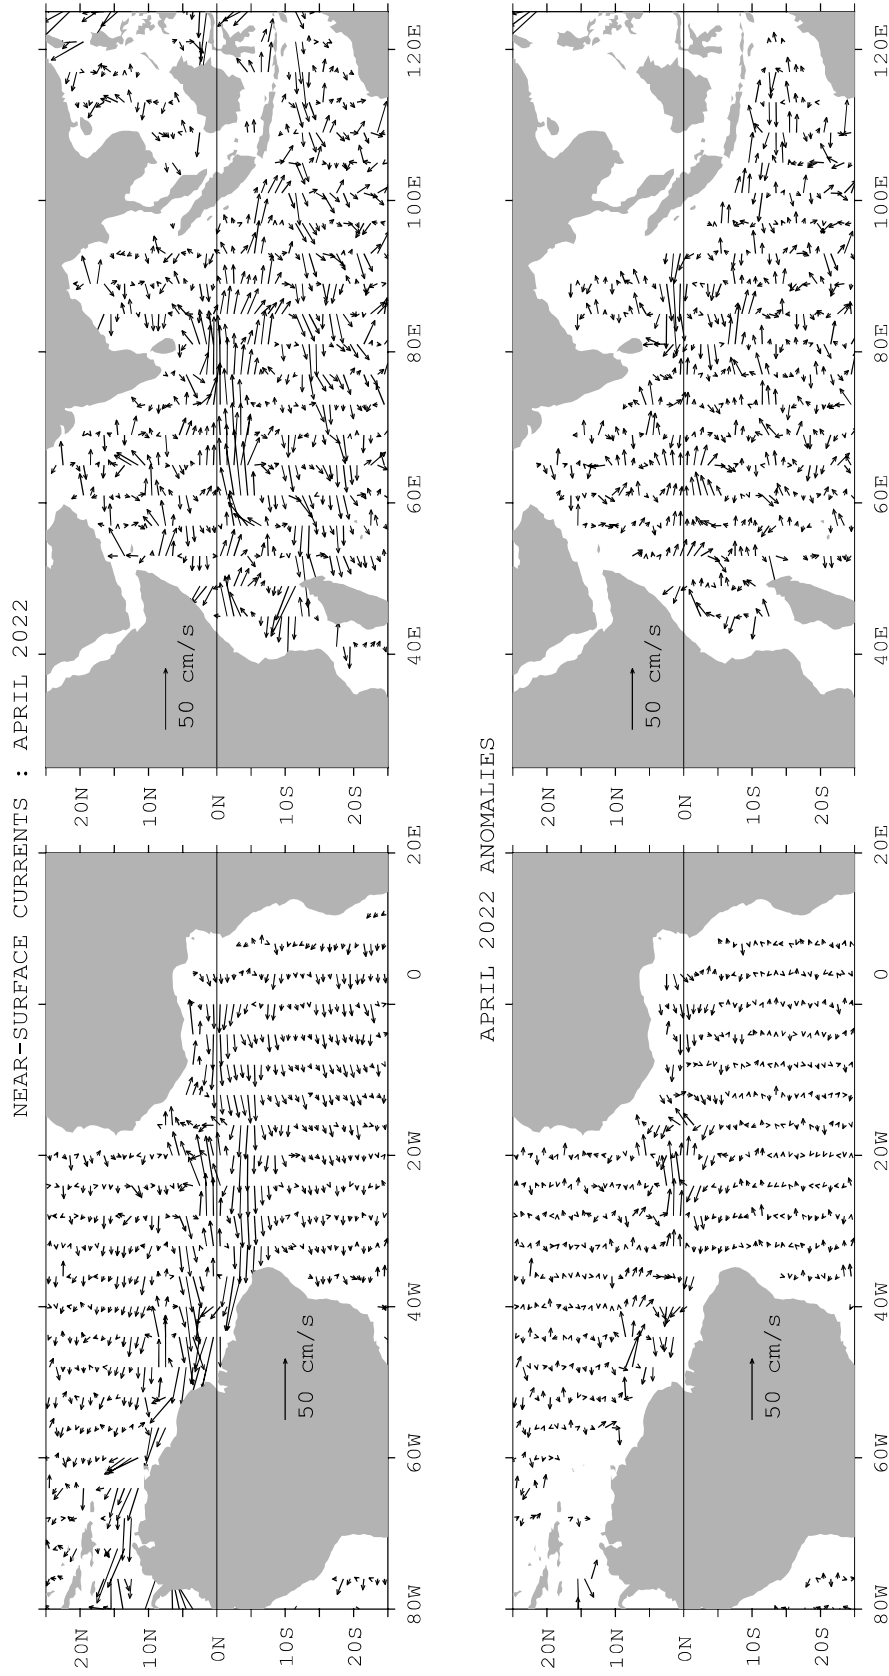 NEAR-SURFACE CURRENTS : APRIL 2022
20N
10N
0N
10S
20S
80W
60W
40W
20W
0
20E
50 cm/s
20N
10N
0N
10S
20S
40E
60E
80E
100E
120E
50 cm/s
APRIL 2022 ANOMALIES
20N
10N
0N
10S
20S
80W
60W
40W
20W
0
20E
50 cm/s
20N
10N
0N
10S
20S
40E
60E
80E
100E
120E
50 cm/s